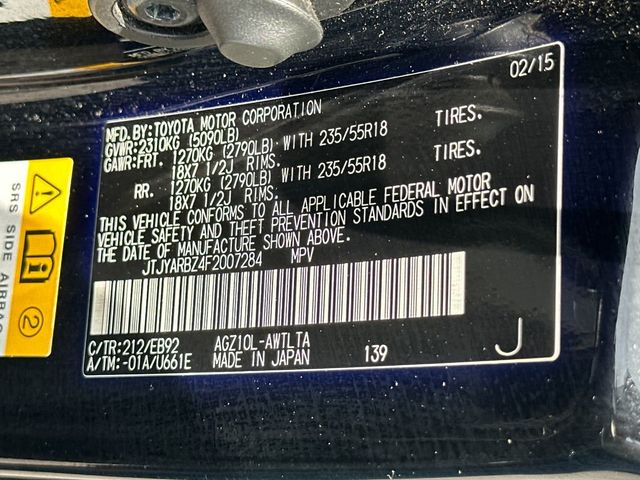 02/15
MFD. BY:TOYOTA MOTOR CORPORATION
GVWR:2310KG (5090LB)
GAWR:FRT. 1270KG (2790LB) WITH 235/55R18 TIRES.
18X7 1/2J RIMS.
RR. 1270KG (2790LB) WITH 235/55R18 TIRES.
18X7 1/2J RIMS.
THIS VEHICLE CONFORMS TO ALL APPLICABLE FEDERAL MOTOR
VEHICLE SAFETY AND THEFT PREVENTION STANDARDS IN EFFECT ON
THE DATE OF MANUFACTURE SHOWN ABOVE.
JTJYARBZ4F2007284 MPV
C/TR:212/EB92 AGZ10L-AWTLTA
A/TM:-01A/U661E MADE IN JAPAN 139 J
SRS SIDE AIRBAG
2